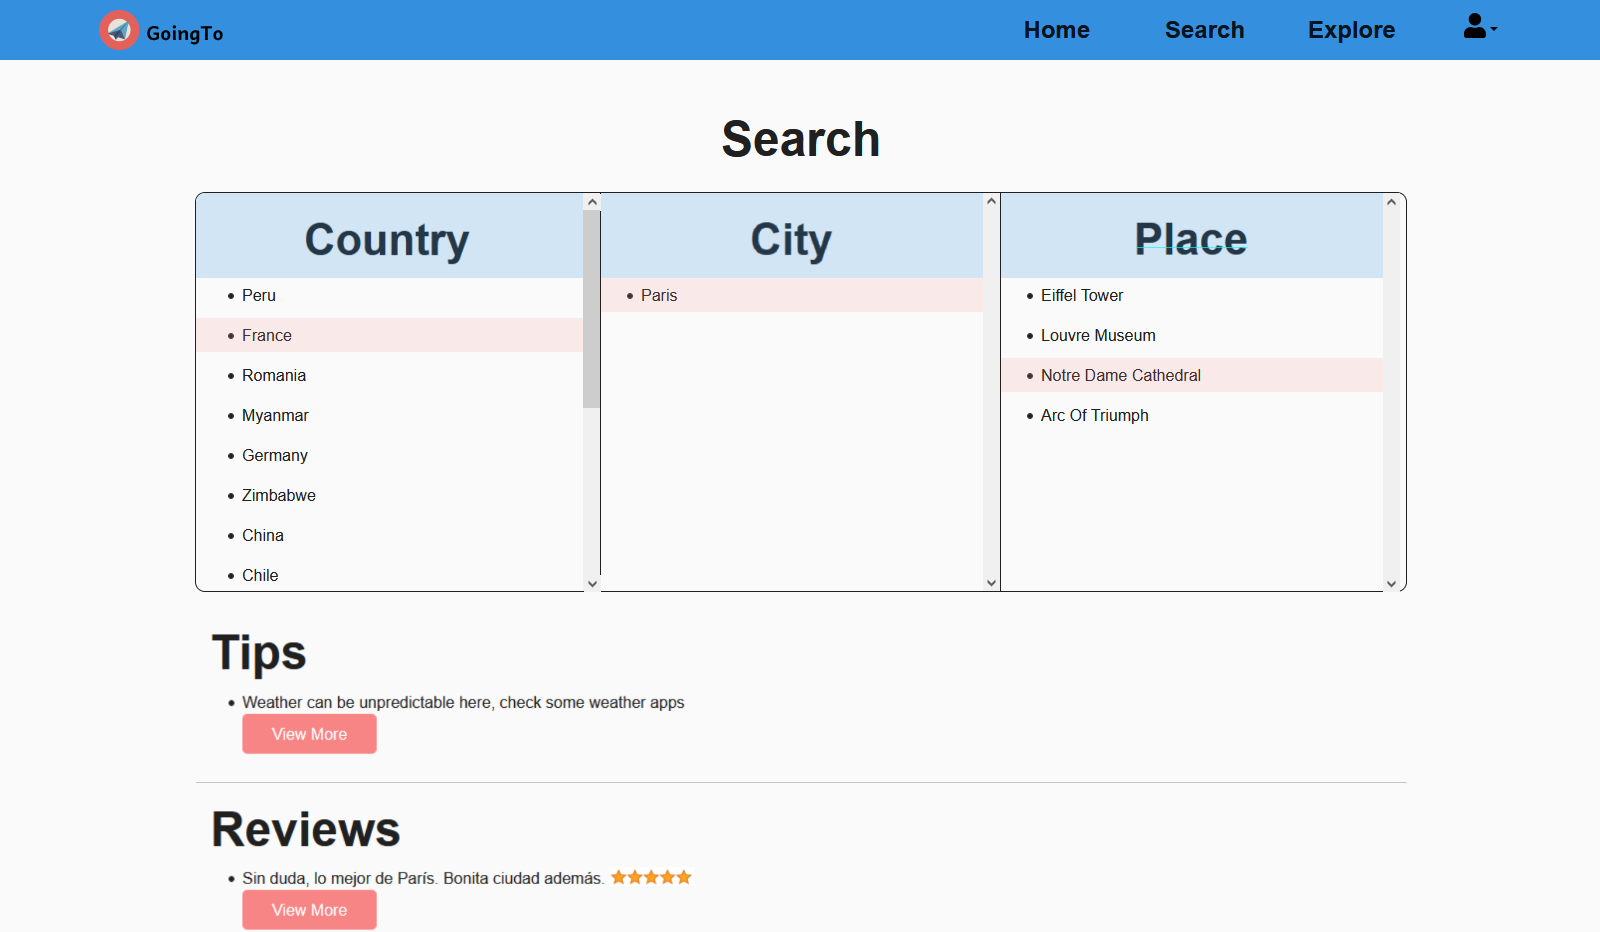 GoingTo
Home Search Explore
Search
Country
Peru
France
Romania
Myanmar
Germany
Zimbabwe
China
Chile
City
Paris
Place
Eiffel Tower
Louvre Museum
Notre Dame Cathedral
Arc Of Triumph
Tips
Weather can be unpredictable here, check some weather apps
View More
Reviews
Sin duda, lo mejor de París. Bonita ciudad además.
View More